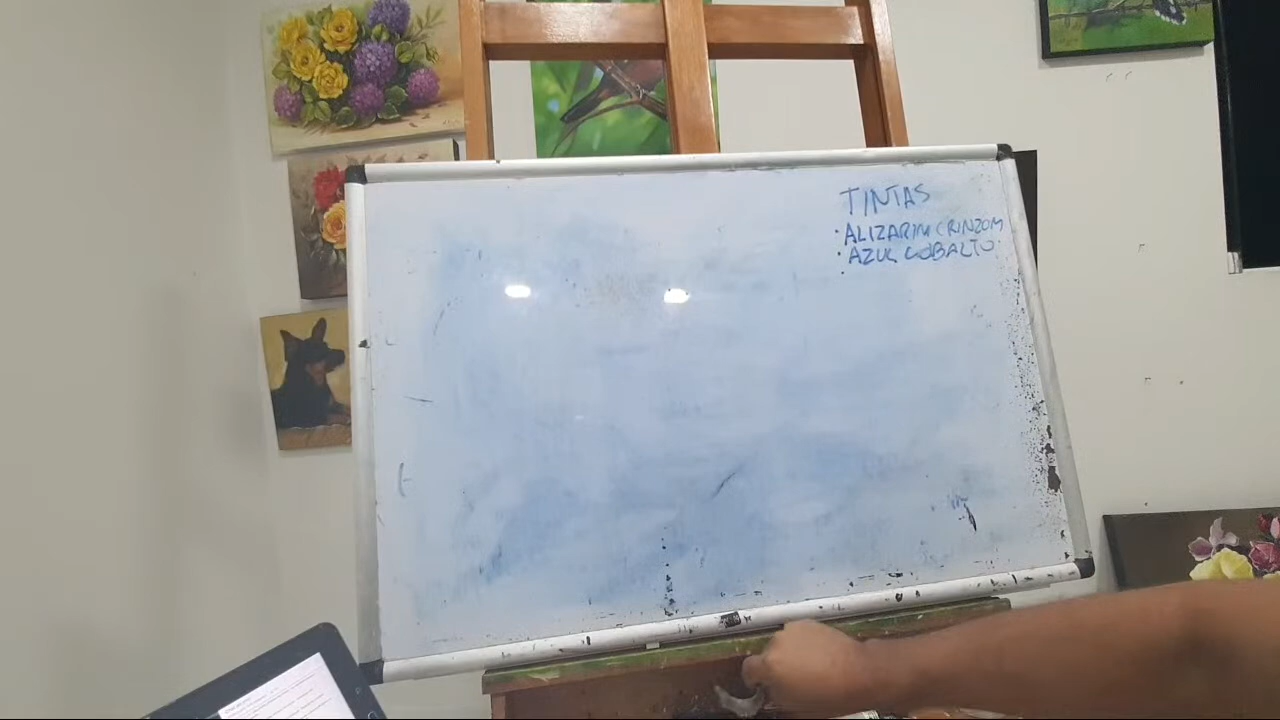 TINTAS
• ALIZARIM CRINZOM
• AZUL COBALTO
•